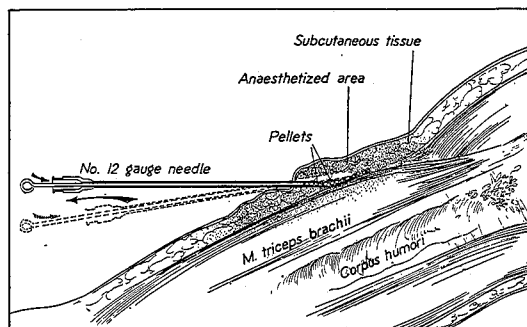 Subcutaneous tissue
Anaesthetized area
Pellets
No. 12 gauge needle
M. triceps brachii
Corpus humori